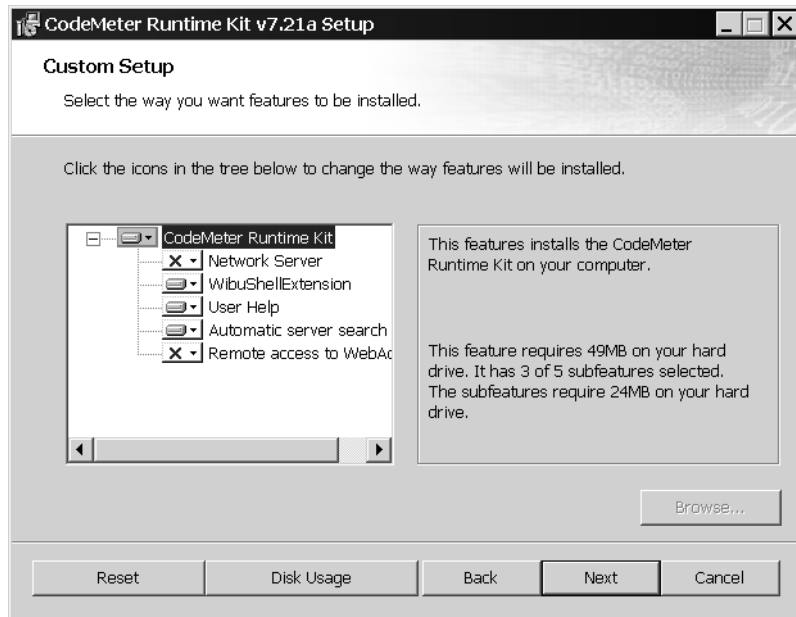 CodeMeter Runtime Kit v7.21a Setup
Custom Setup
Select the way you want features to be installed.
Click the icons in the tree below to change the way features will be installed.
CodeMeter Runtime Kit
Network Server
WibuShellExtension
User Help
Automatic server search
Remote access to WebAc
This features installs the CodeMeter
Runtime Kit on your computer.
This feature requires 49MB on your hard
drive. It has 3 of 5 subfeatures selected.
The subfeatures require 24MB on your hard
drive.
Browse...
Reset
Disk Usage
Back
Next
Cancel